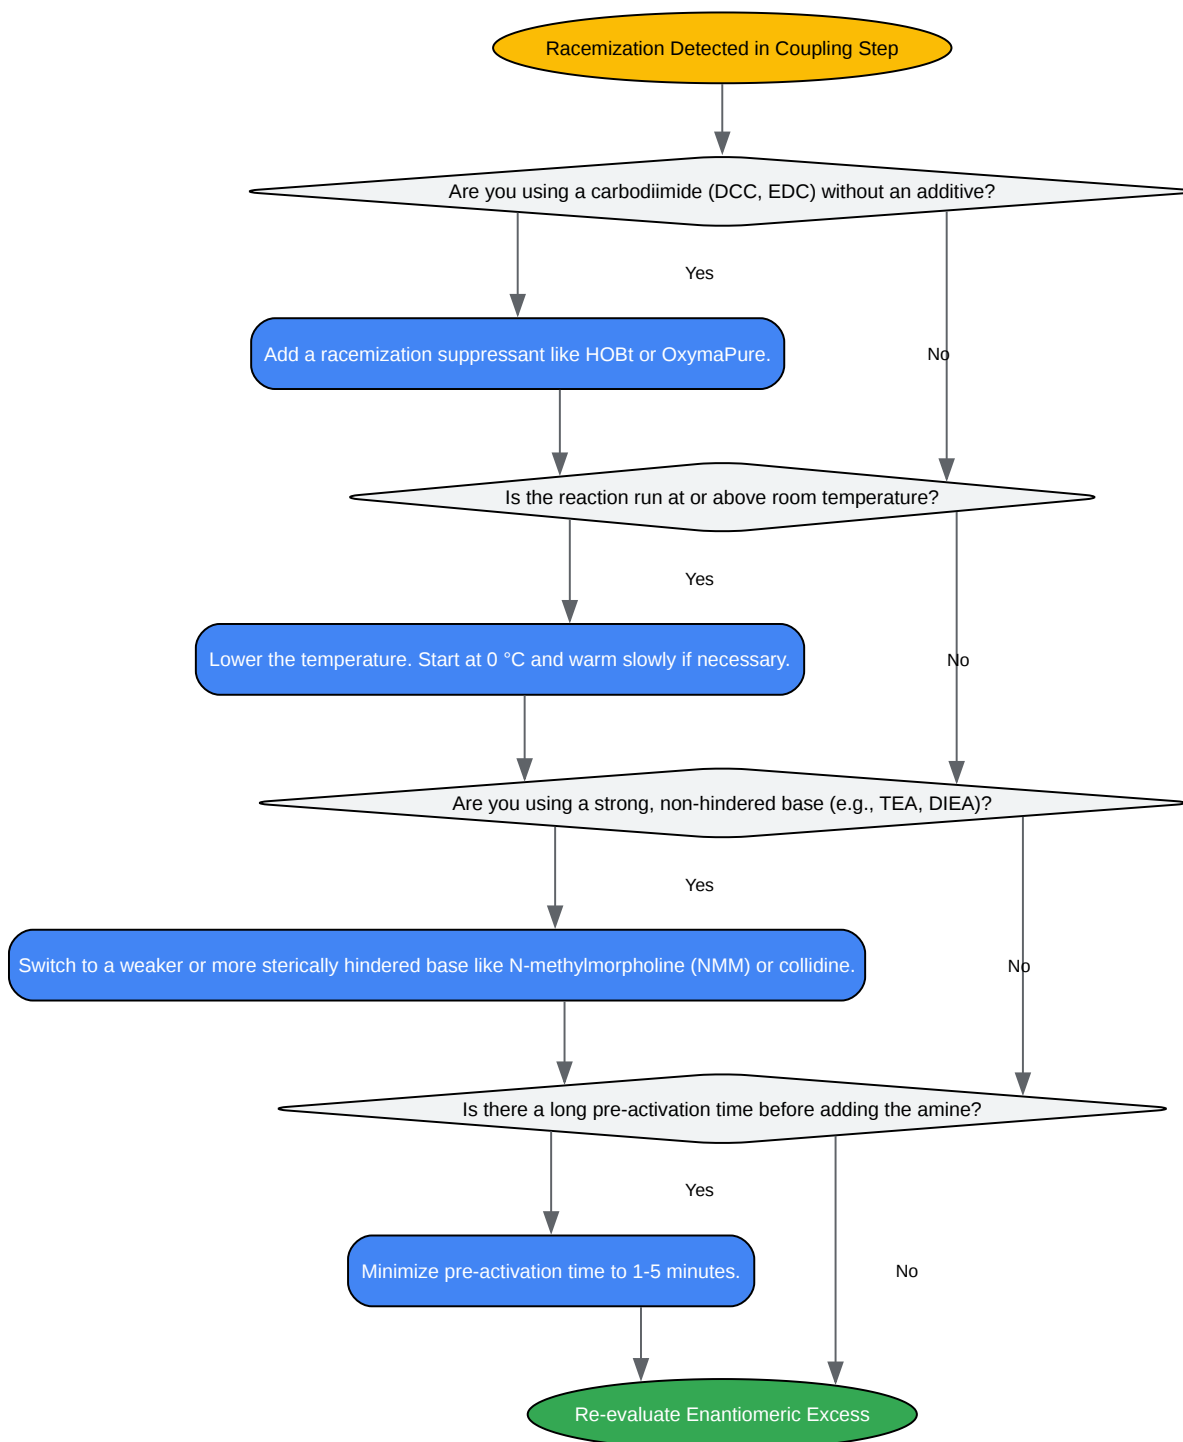 Racemization Detected in Coupling Step
Are you using a carbodiimide (DCC, EDC) without an additive?
Yes
Add a racemization suppressant like HOBt or OxymaPure.
No
Is the reaction run at or above room temperature?
Yes
Lower the temperature. Start at 0 °C and warm slowly if necessary.
No
Are you using a strong, non-hindered base (e.g., TEA, DIEA)?
Yes
Switch to a weaker or more sterically hindered base like N-methylmorpholine (NMM) or collidine.
No
Is there a long pre-activation time before adding the amine?
Yes
Minimize pre-activation time to 1-5 minutes.
No
Re-evaluate Enantiomeric Excess